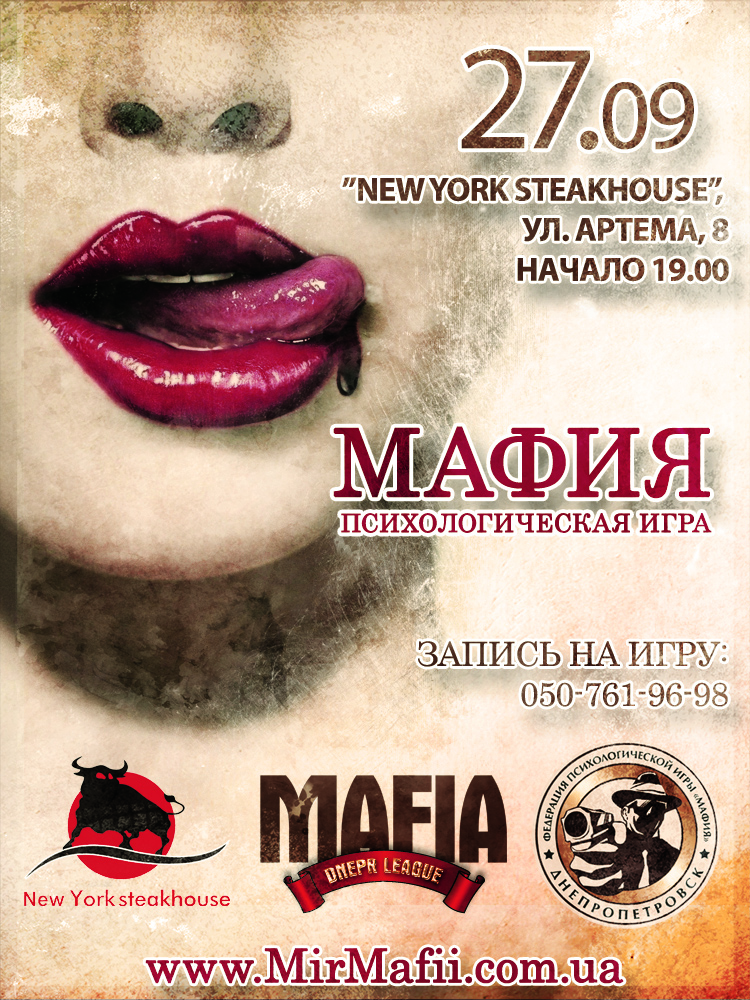 27.09
"NEW YORK STEAKHOUSE",
УЛ. АРТЕМА, 8
НАЧАЛО 19.00
МАФИЯ
ПСИХОЛОГИЧЕСКАЯ ИГРА
ЗАПИСЬ НА ИГРУ:
050-761-96-98
New York steakhouse
MAFIA
DNEPR LEAGUE
ФЕДЕРАЦИЯ ПСИХОЛОГИЧЕСКОЙ ИГРЫ «МАФИЯ»
ДНЕПРОПЕТРОВСК
www.MirMafii.com.ua